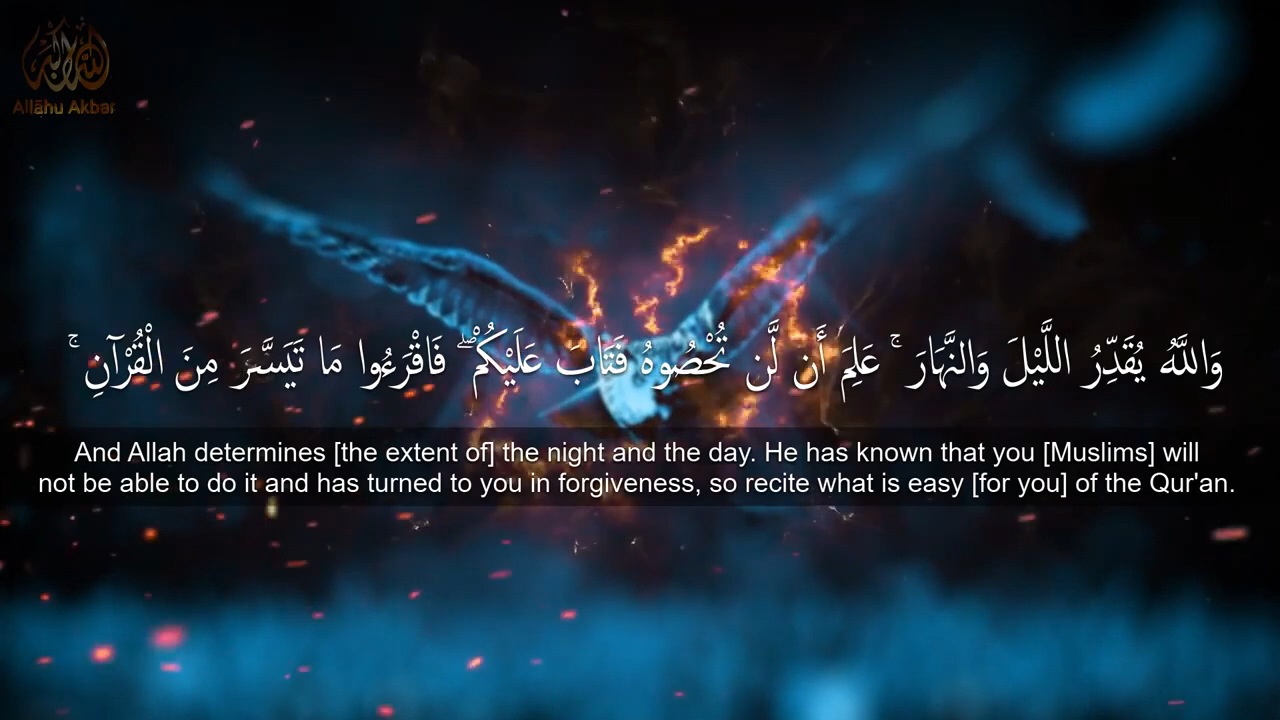 Allāhu Akbar
وَاللَّهُ يُقَدِّرُ اللَّيْلَ وَالنَّهَارَ ۚ عَلِمَ أَن لَّن تُحْصُوهُ فَتَابَ عَلَيْكُمْ ۖ فَاقْرَءُوا مَا تَيَسَّرَ مِنَ الْقُرْآنِ ۚ
And Allah determines [the extent of] the night and the day. He has known that you [Muslims] will
not be able to do it and has turned to you in forgiveness, so recite what is easy [for you] of the Qur'an.